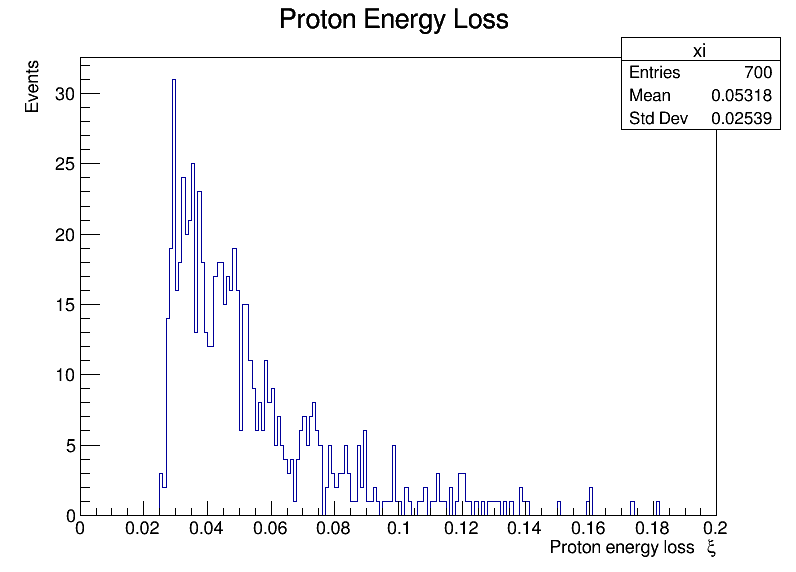 Proton Energy Loss
xi
Entries 700
Mean 0.05318
Std Dev 0.02539
Events
30
25
20
15
10
5
0
0 0.02 0.04 0.06 0.08 0.1 0.12 0.14 0.16 0.18 0.2
Proton energy loss ξ